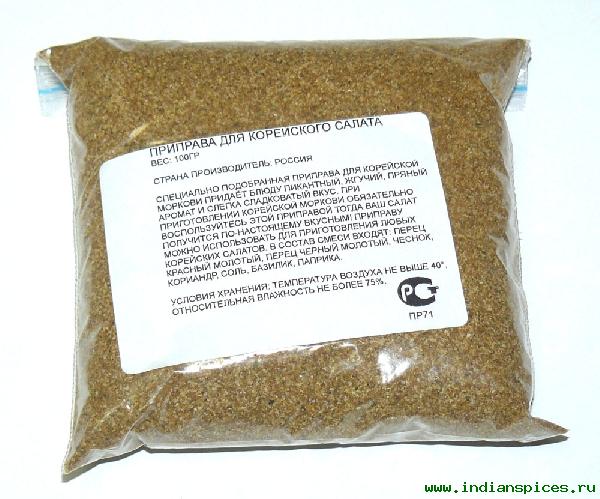 ПРИПРАВА ДЛЯ КОРЕЙСКОГО САЛАТА
ВЕС: 100ГР
СТРАНА ПРОИЗВОДИТЕЛЬ: РОССИЯ
СПЕЦИАЛЬНО ПОДОБРАННАЯ ПРИПРАВА ДЛЯ КОРЕЙСКОЙ
МОРКОВИ ПРИДАЁТ БЛЮДУ ПИКАНТНЫЙ, ЖГУЧИЙ, ПРЯНЫЙ
АРОМАТ И СЛЕГКА СЛАДКОВАТЫЙ ВКУС. ПРИ
ПРИГОТОВЛЕНИИ КОРЕЙСКОЙ МОРКОВИ ОБЯЗАТЕЛЬНО
ВОСПОЛЬЗУЙТЕСЬ ЭТОЙ ПРИПРАВОЙ ТОГДА ВАШ САЛАТ
ПОЛУЧИТСЯ ПО-НАСТОЯЩЕМУ ВКУСНЫМ! ПРИПРАВУ
МОЖНО ИСПОЛЬЗОВАТЬ ДЛЯ ПРИГОТОВЛЕНИЯ ЛЮБЫХ
КОРЕЙСКИХ САЛАТОВ. В СОСТАВ СМЕСИ ВХОДЯТ: ПЕРЕЦ
КРАСНЫЙ МОЛОТЫЙ, ПЕРЕЦ ЧЕРНЫЙ МОЛОТЫЙ, ЧЕСНОК,
КОРИАНДР, СОЛЬ, БАЗИЛИК, ПАПРИКА.
УСЛОВИЯ ХРАНЕНИЯ: ТЕМПЕРАТУРА ВОЗДУХА НЕ ВЫШЕ 40°,
ОТНОСИТЕЛЬНАЯ ВЛАЖНОСТЬ НЕ БОЛЕЕ 75%.
РСТ
ПР71
www.indianspices.ru